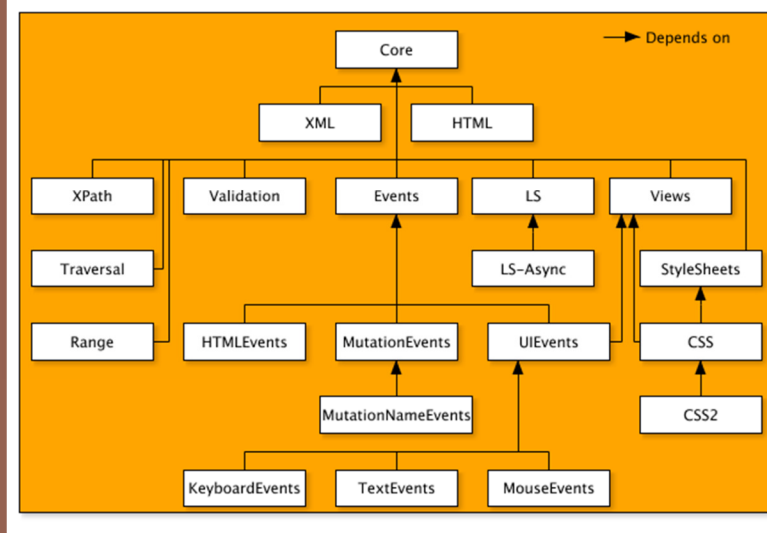 Core
Depends on
XML
HTML
XPath
Validation
Events
LS
Views
Traversal
LS-Async
StyleSheets
Range
HTMLEvents
MutationEvents
UIEvents
CSS
MutationNameEvents
CSS2
KeyboardEvents
TextEvents
MouseEvents